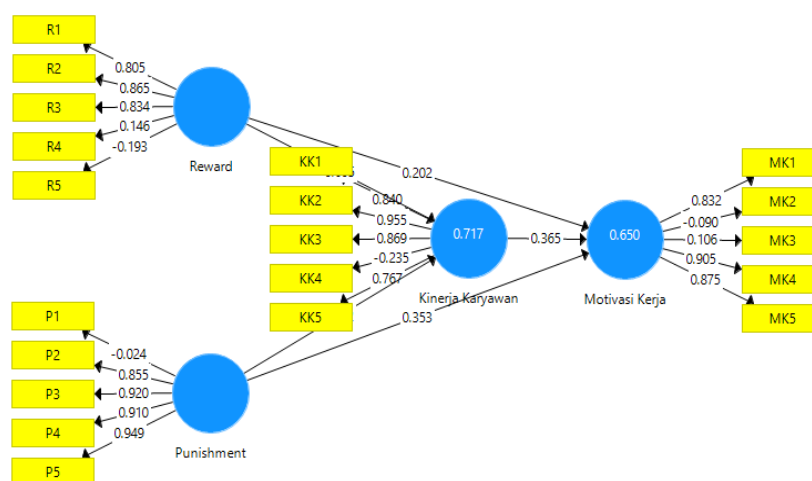 R1
R2
R3
R4
R5
0.805
0.865
0.834
0.146
-0.193
Reward
KK1
KK2
KK3
KK4
KK5
0.840
0.955
0.869
-0.235
0.767
0.202
0.717
Kinerja Karyawan
0.365
0.650
Motivasi Kerja
0.353
MK1
MK2
MK3
MK4
MK5
0.832
-0.090
0.106
0.905
0.875
P1
P2
P3
P4
P5
-0.024
0.855
0.920
0.910
0.949
Punishment